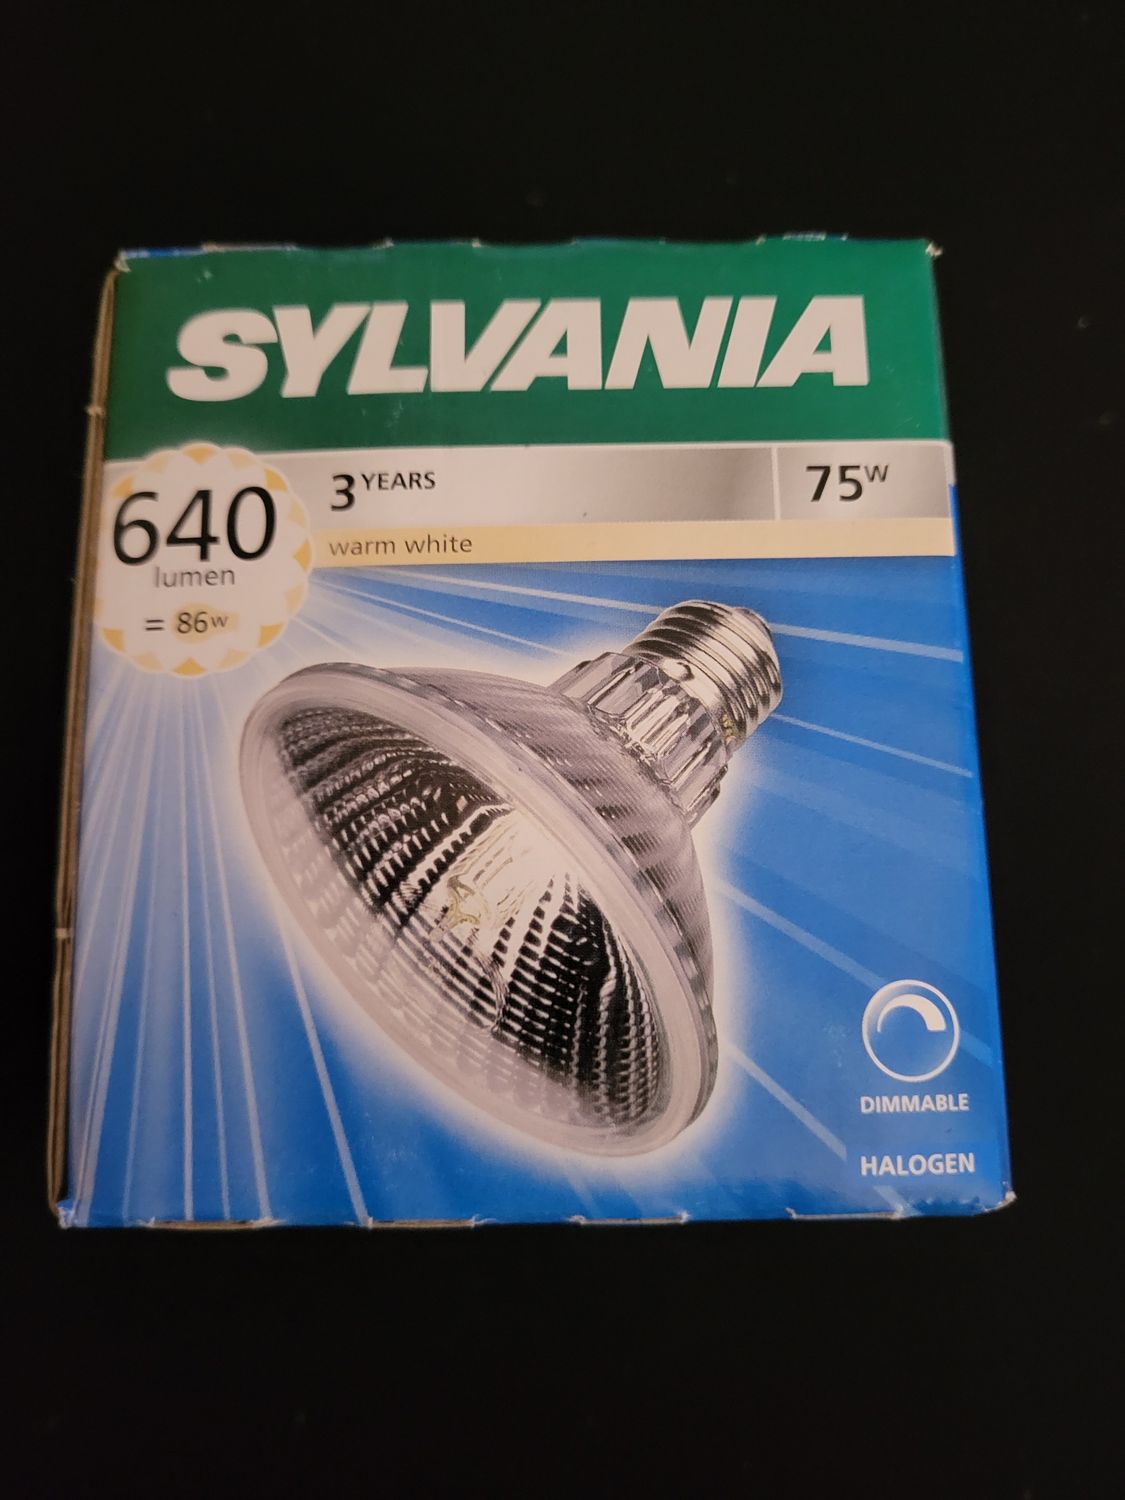 SYLVANIA
640
lumen
= 86W
3 YEARS
75W
warm white
DIMMABLE
HALOGEN